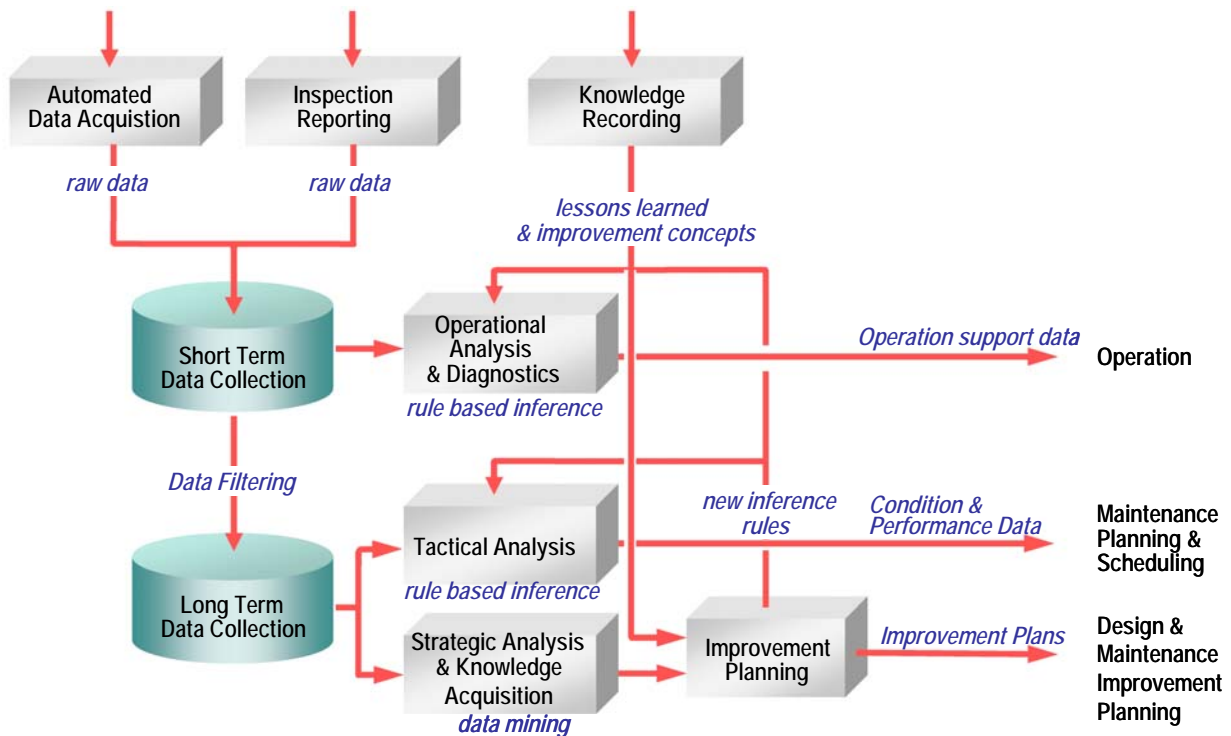 Automated
Data Acquistion
Inspection
Reporting
Knowledge
Recording
raw data
raw data
lessons learned
& improvement concepts
Short Term
Data Collection
Operational
Analysis
& Diagnostics
rule based inference
Operation support data
Operation
Data Filtering
Long Term
Data Collection
Tactical Analysis
rule based inference
new inference
rules
Condition &
Performance Data
Maintenance
Planning &
Scheduling
Strategic Analysis
& Knowledge
Acquisition
data mining
Improvement
Planning
Improvement Plans
Design &
Maintenance
Improvement
Planning